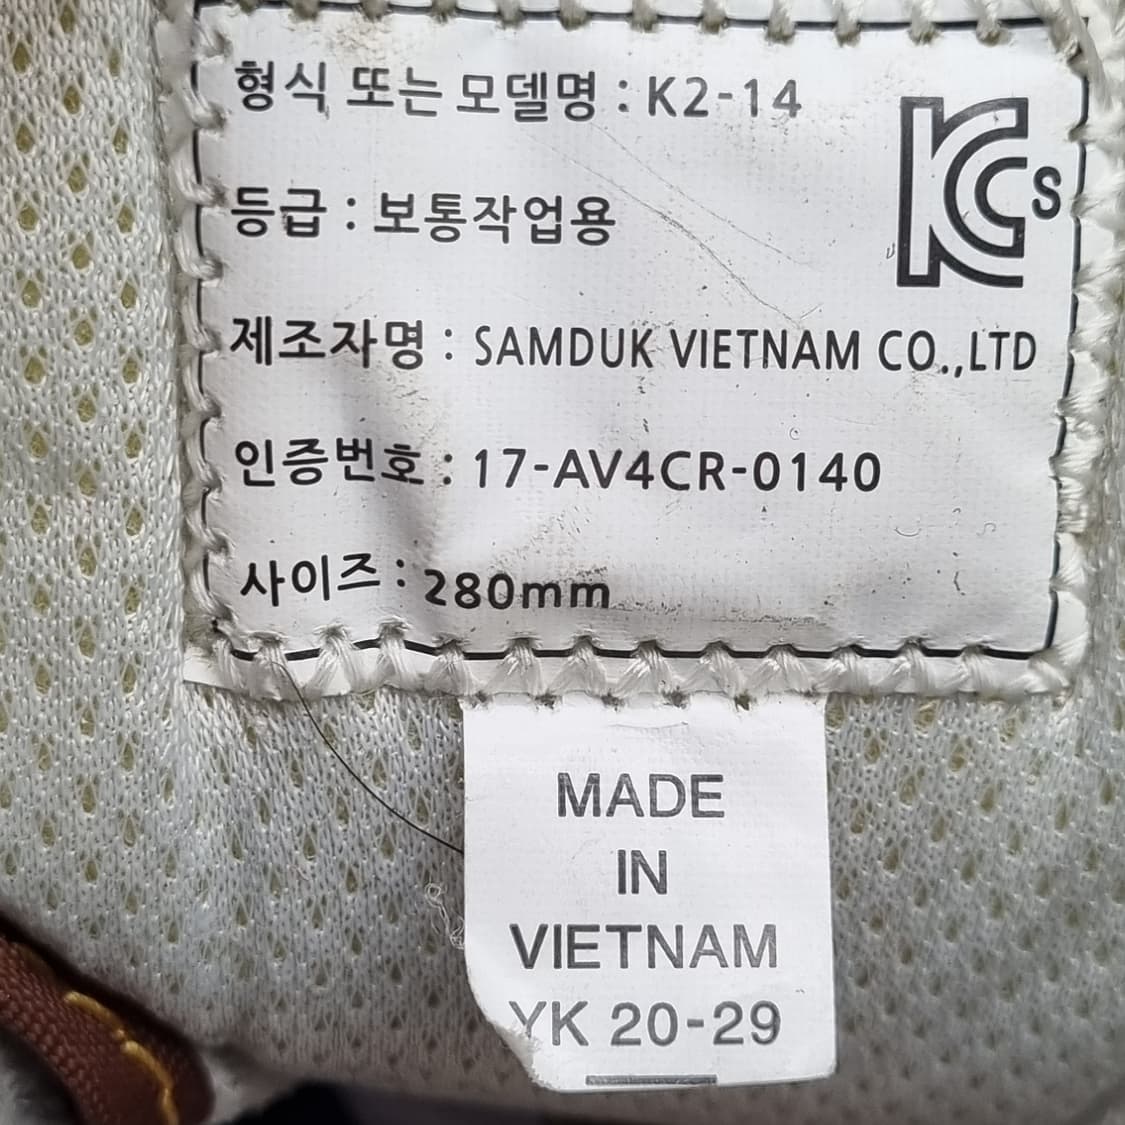 형식 또는 모델명 : K2-14
KCs
등급 : 보통작업용
제조자명 : SAMDUK VIETNAM CO.,LTD
인증번호 : 17-AV4CR-0140
사이즈 : 280mm
MADE
IN
VIETNAM
YK 20-29